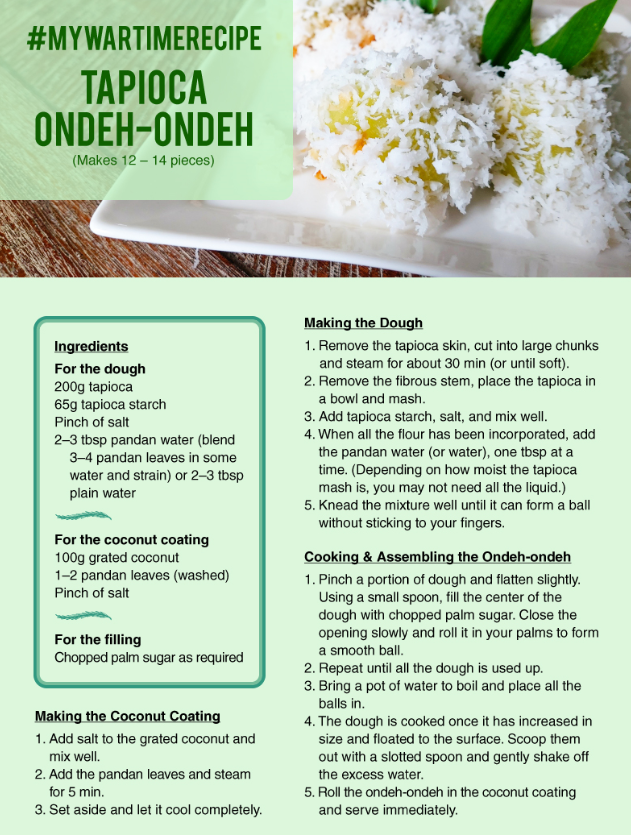 #MYWARTIMERECIPE
TAPIOCA
ONDEH-ONDEH
(Makes 12 – 14 pieces)
Ingredients
For the dough
200g tapioca
65g tapioca starch
Pinch of salt
2–3 tbsp pandan water (blend
3–4 pandan leaves in some
water and strain) or 2–3 tbsp
plain water
For the coconut coating
100g grated coconut
1–2 pandan leaves (washed)
Pinch of salt
For the filling
Chopped palm sugar as required
Making the Coconut Coating
1. Add salt to the grated coconut and
mix well.
2. Add the pandan leaves and steam
for 5 min.
3. Set aside and let it cool completely.
Making the Dough
1. Remove the tapioca skin, cut into large chunks
and steam for about 30 min (or until soft).
2. Remove the fibrous stem, place the tapioca in
a bowl and mash.
3. Add tapioca starch, salt, and mix well.
4. When all the flour has been incorporated, add
the pandan water (or water), one tbsp at a
time. (Depending on how moist the tapioca
mash is, you may not need all the liquid.)
5. Knead the mixture well until it can form a ball
without sticking to your fingers.
Cooking & Assembling the Ondeh-ondeh
1. Pinch a portion of dough and flatten slightly.
Using a small spoon, fill the center of the
dough with chopped palm sugar. Close the
opening slowly and roll it in your palms to form
a smooth ball.
2. Repeat until all the dough is used up.
3. Bring a pot of water to boil and place all the
balls in.
4. The dough is cooked once it has increased in
size and floated to the surface. Scoop them
out with a slotted spoon and gently shake off
the excess water.
5. Roll the ondeh-ondeh in the coconut coating
and serve immediately.